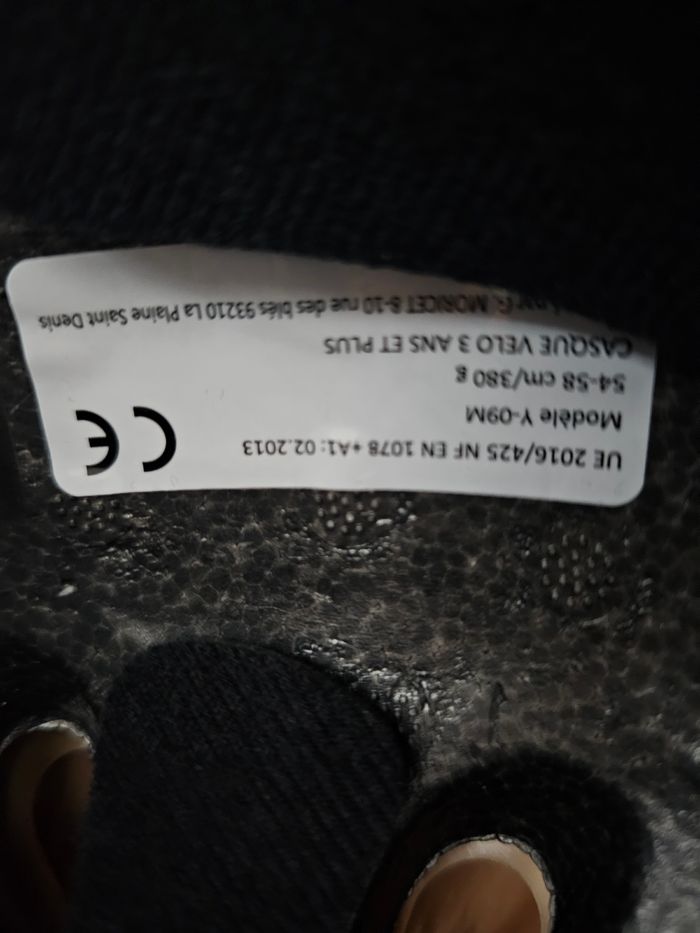 UE 2016/425 NF EN 1078 +A1: 02.2013
Modèle Y-09M
54-58 cm/380 g
CASQUE VELO 3 ANS ET PLUS
MORICET 8-10 rue des blés 93210 La Plaine Saint Denis
CE